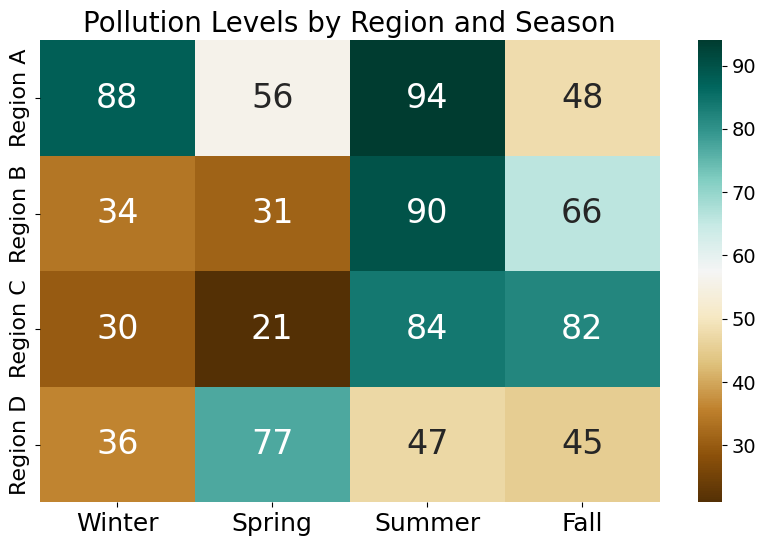 Pollution Levels by Region and Season
Region A
88 56 94 48
Region B
34 31 90 66
Region C
30 21 84 82
Region D
36 77 47 45
Winter Spring Summer Fall
90
80
70
60
50
40
30